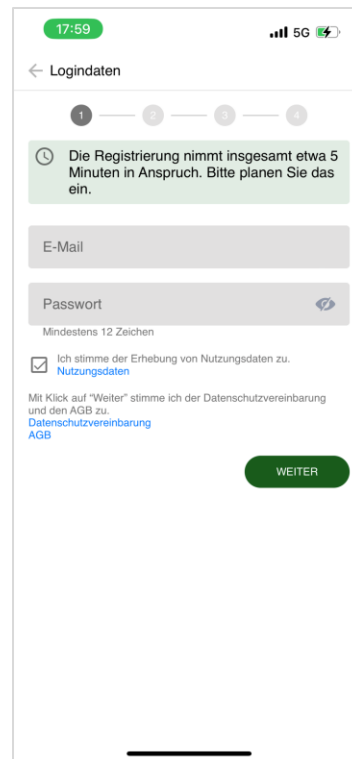 17:59
5G
Logindaten
1 2 3 4
Die Registrierung nimmt insgesamt etwa 5
Minuten in Anspruch. Bitte planen Sie das
ein.
E-Mail
Passwort
Mindestens 12 Zeichen
Ich stimme der Erhebung von Nutzungsdaten zu.
Nutzungsdaten
Mit Klick auf "Weiter" stimme ich der Datenschutzvereinbarung
und den AGB zu.
Datenschutzvereinbarung
AGB
WEITER